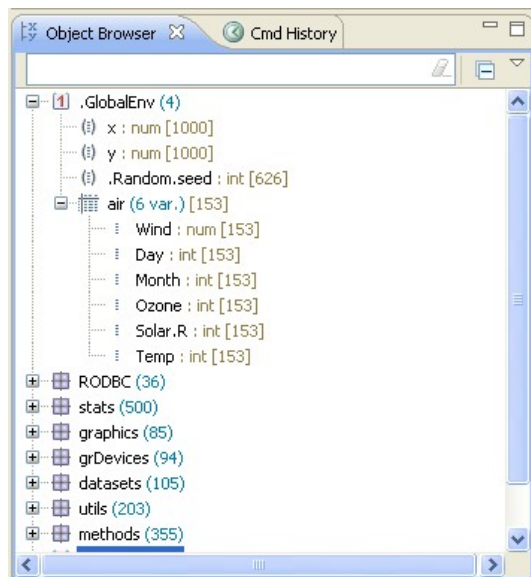 Object Browser Cmd History
.GlobalEnv (4)
x : num [1000]
y : num [1000]
.Random.seed : int [626]
air (6 var.) [153]
Wind : num [153]
Day : int [153]
Month : int [153]
Ozone : int [153]
Solar.R : int [153]
Temp : int [153]
RODBC (36)
stats (500)
graphics (85)
grDevices (94)
datasets (105)
utils (203)
methods (355)